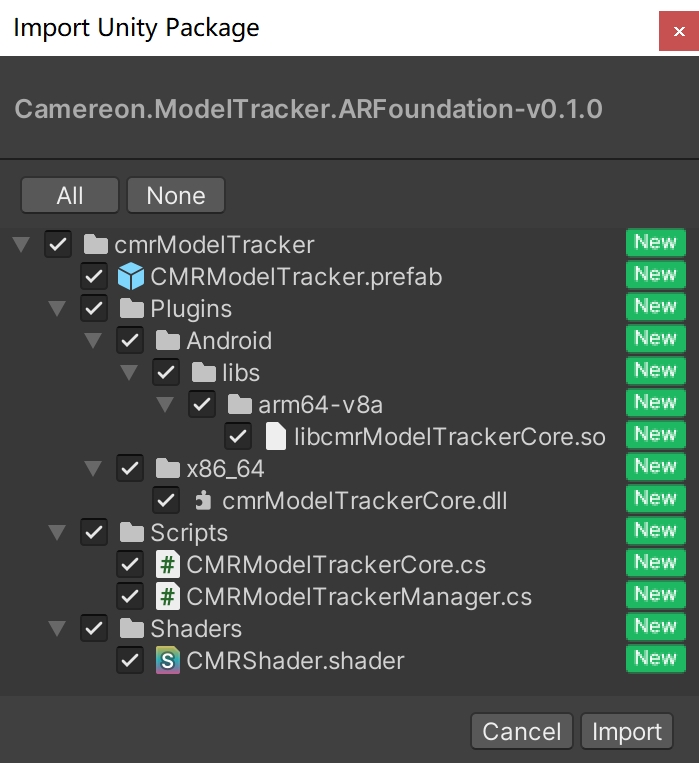 Import Unity Package
Camereon.ModelTracker.ARFoundation-v0.1.0
All None
cmrModelTracker New
CMRModelTracker.prefab New
Plugins New
Android New
libs New
arm64-v8a New
libcmrModelTrackerCore.so New
x86_64 New
cmrModelTrackerCore.dll New
Scripts New
# CMRModelTrackerCore.cs New
# CMRModelTrackerManager.cs New
Shaders New
S CMRShader.shader New
Cancel Import